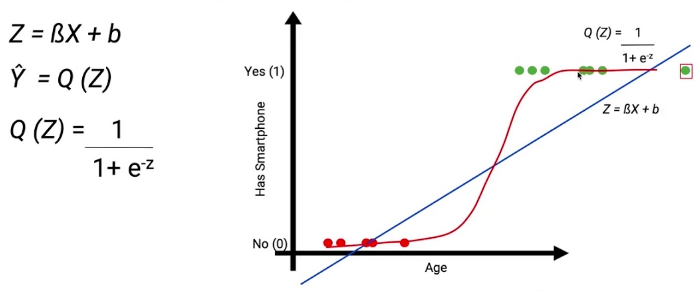 Z = ßX + b
Ŷ = Q (Z)
Q (Z) = 1
1+ e-z
Q (Z) = 1
1+ e-z
Yes (1)
Z = ßX + b
Has Smartphone
No (0)
Age